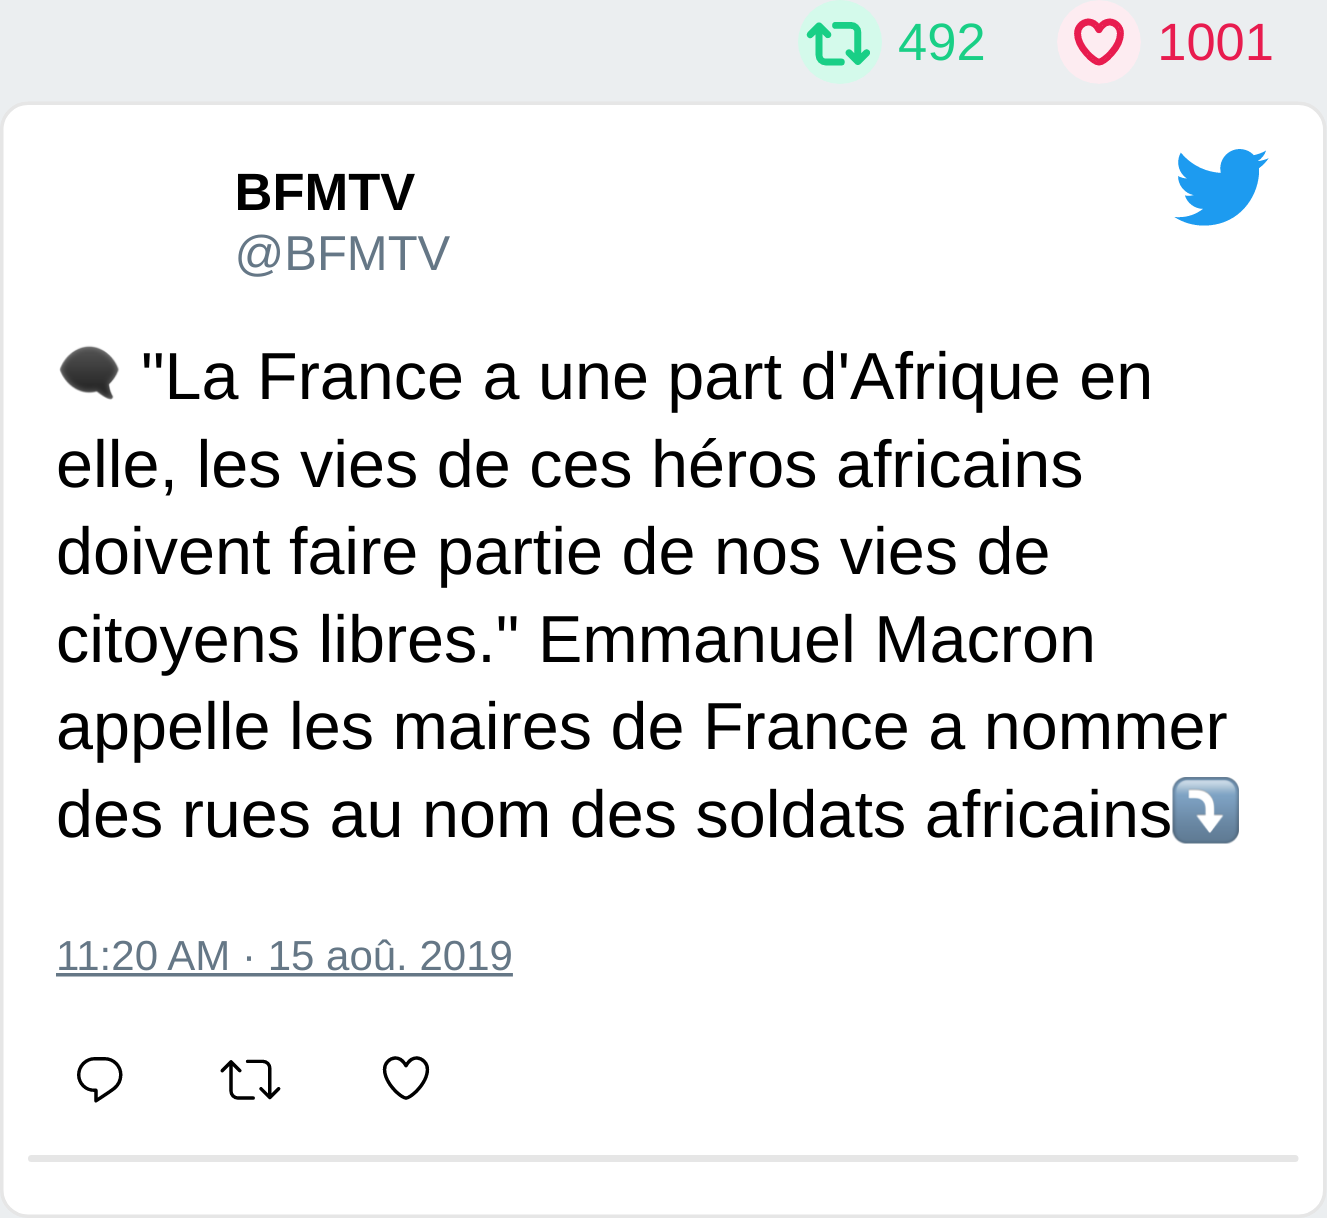 492 1001
BFMTV
@BFMTV
🗨 "La France a une part d'Afrique en
elle, les vies de ces héros africains
doivent faire partie de nos vies de
citoyens libres." Emmanuel Macron
appelle les maires de France a nommer
des rues au nom des soldats africains⤵
11:20 AM · 15 aoû. 2019